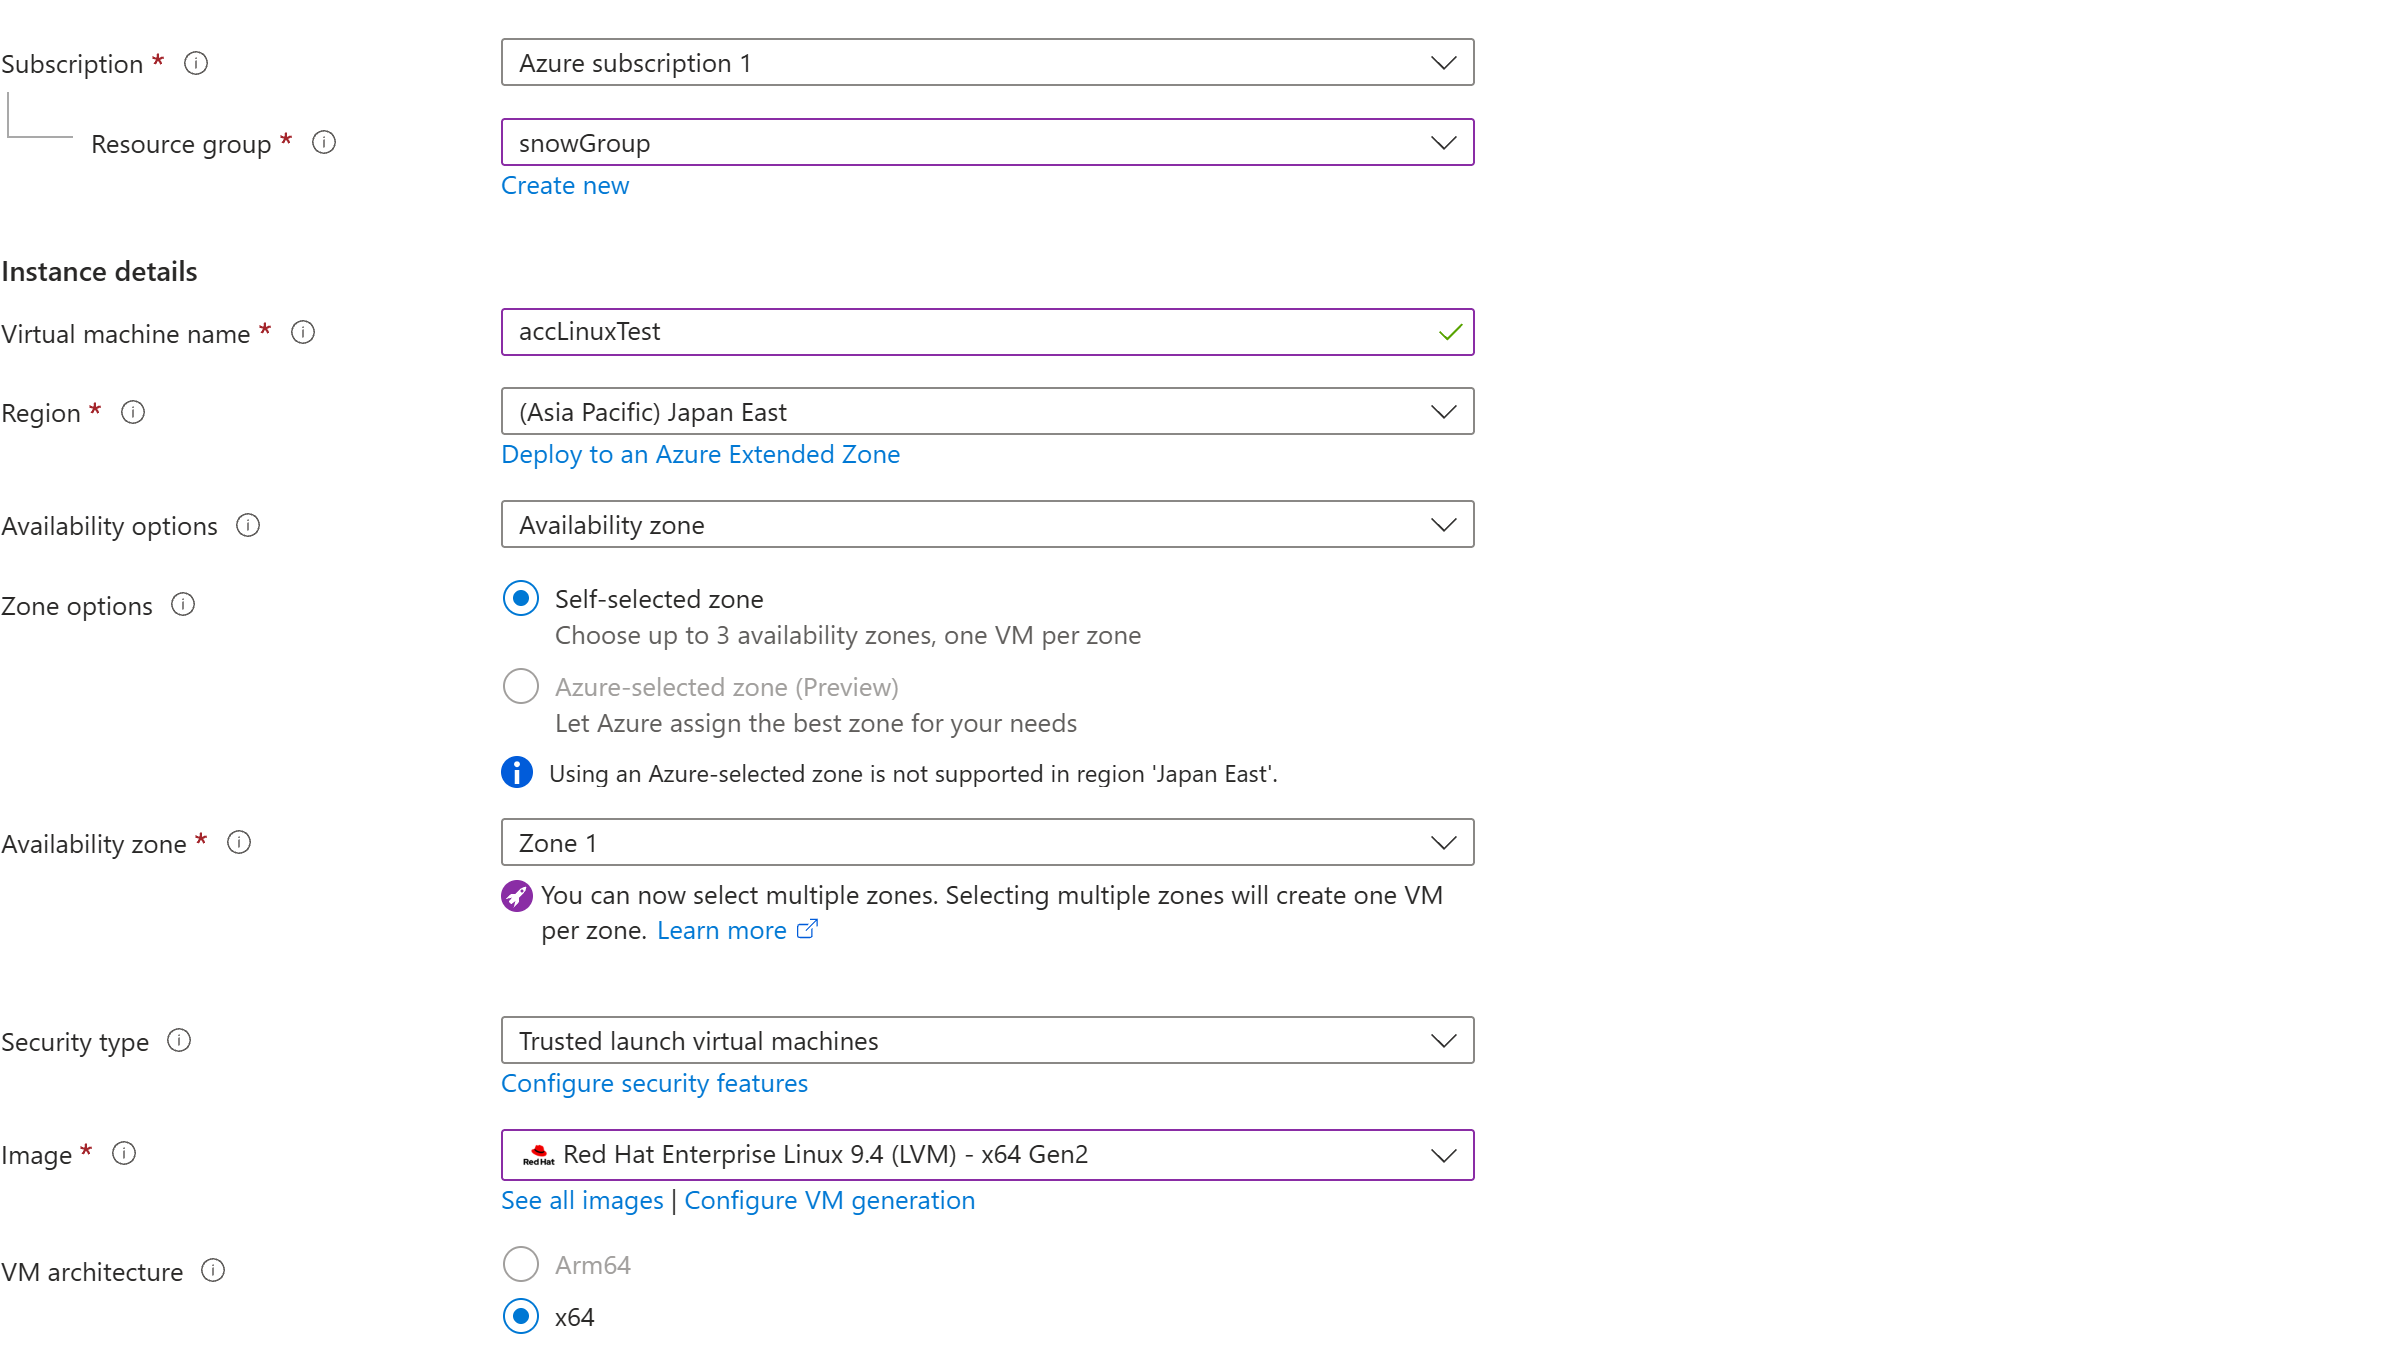 Subscription *
Azure subscription 1
Resource group *
snowGroup
Create new
Instance details
Virtual machine name *
accLinuxTest
Region *
(Asia Pacific) Japan East
Deploy to an Azure Extended Zone
Availability options
Availability zone
Zone options
Self-selected zone
Choose up to 3 availability zones, one VM per zone
Azure-selected zone (Preview)
Let Azure assign the best zone for your needs
Using an Azure-selected zone is not supported in region 'Japan East'.
Availability zone *
Zone 1
You can now select multiple zones. Selecting multiple zones will create one VM
per zone. Learn more
Security type
Trusted launch virtual machines
Configure security features
Image *
Red Hat Red Hat Enterprise Linux 9.4 (LVM) - x64 Gen2
See all images | Configure VM generation
VM architecture
Arm64
x64